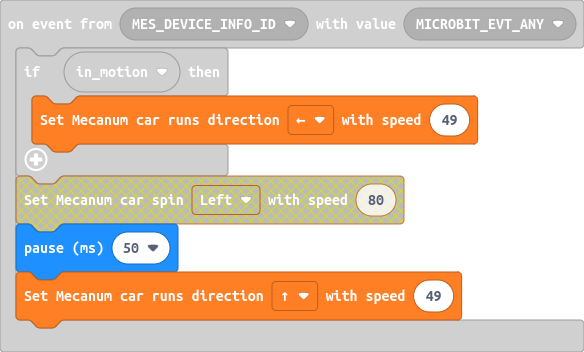 on event from MES_DEVICE_INFO_ID with value MICROBIT_EVT_ANY
if in_motion then
Set Mecanum car runs direction ← with speed 49
Set Mecanum car spin Left with speed 80
pause (ms) 50
Set Mecanum car runs direction ↑ with speed 49